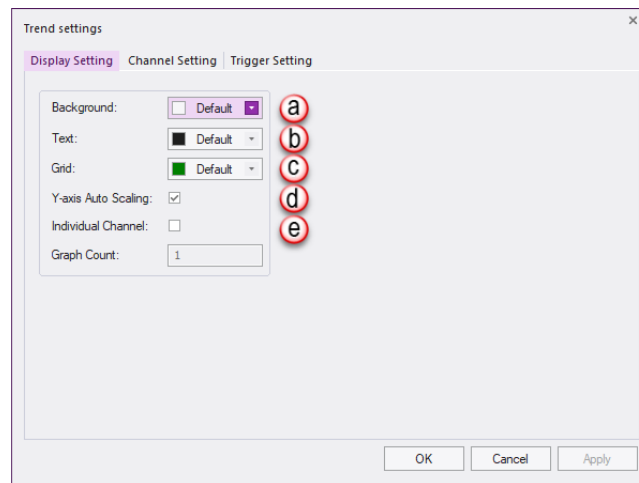 Trend settings
×
Display Setting Channel Setting Trigger Setting
Background: Default a
Text: Default b
Grid: Default c
Y-axis Auto Scaling: d
Individual Channel: e
Graph Count: 1
OK Cancel Apply